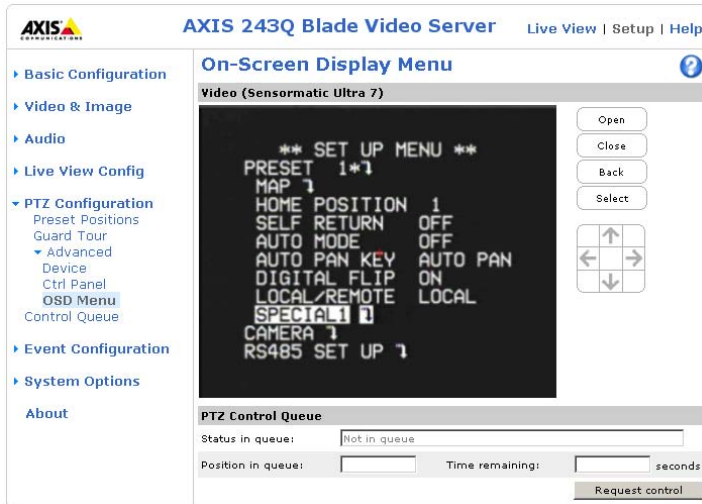 AXIS
COMMUNICATIONS
AXIS 243Q Blade Video Server
Live View | Setup | Help
Basic Configuration
Video & Image
Audio
Live View Config
PTZ Configuration
Preset Positions
Guard Tour
Advanced
Device
Ctrl Panel
OSD Menu
Control Queue
Event Configuration
System Options
About
On-Screen Display Menu
?
Video (Sensormatic Ultra 7)
** SET UP MENU **
PRESET 1*
MAP
HOME POSITION 1
SELF RETURN OFF
AUTO MODE OFF
AUTO PAN KEY AUTO PAN
DIGITAL FLIP ON
LOCAL/REMOTE LOCAL
SPECIAL1
CAMERA
RS485 SET UP
Open
Close
Back
Select
PTZ Control Queue
Status in queue: Not in queue
Position in queue: Time remaining: seconds
Request control